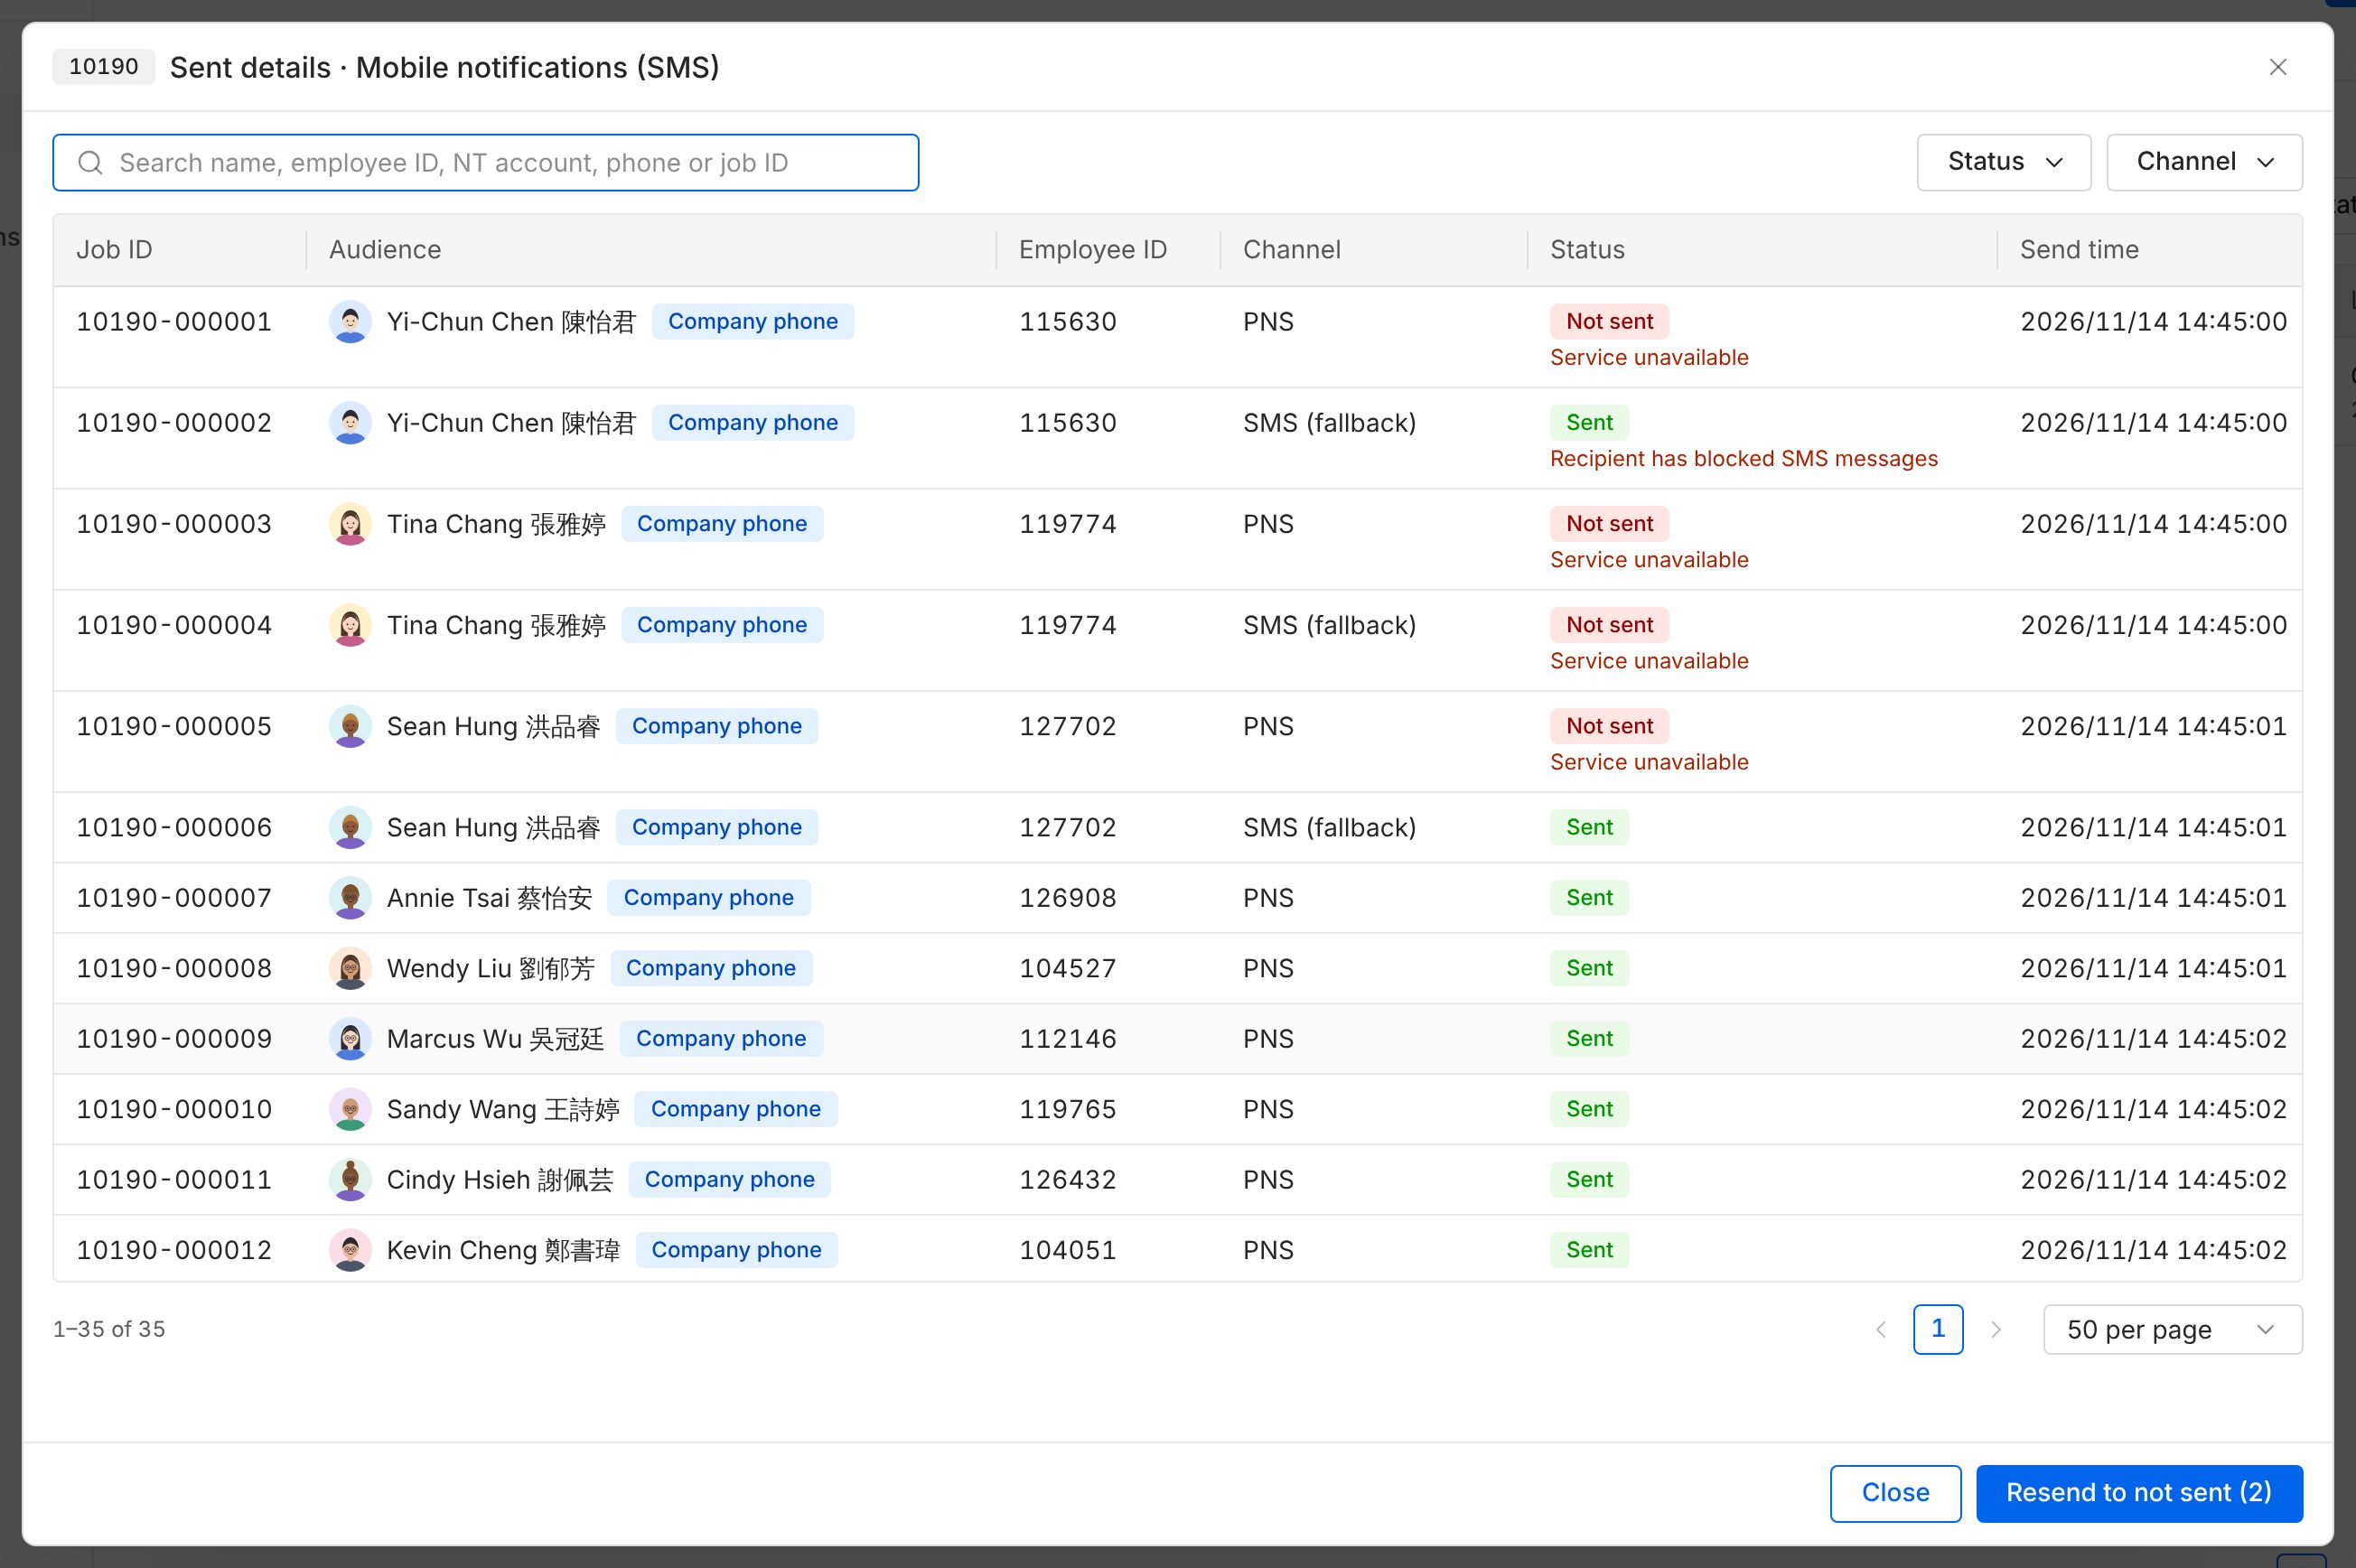 10190 Sent details · Mobile notifications (SMS)
Search name, employee ID, NT account, phone or job ID
Status
Channel
Job ID Audience Employee ID Channel Status Send time
10190-000001 Yi-Chun Chen 陳怡君 Company phone 115630 PNS Not sent 2026/11/14 14:45:00
Service unavailable
10190-000002 Yi-Chun Chen 陳怡君 Company phone 115630 SMS (fallback) Sent 2026/11/14 14:45:00
Recipient has blocked SMS messages
10190-000003 Tina Chang 張雅婷 Company phone 119774 PNS Not sent 2026/11/14 14:45:00
Service unavailable
10190-000004 Tina Chang 張雅婷 Company phone 119774 SMS (fallback) Not sent 2026/11/14 14:45:00
Service unavailable
10190-000005 Sean Hung 洪品睿 Company phone 127702 PNS Not sent 2026/11/14 14:45:01
Service unavailable
10190-000006 Sean Hung 洪品睿 Company phone 127702 SMS (fallback) Sent 2026/11/14 14:45:01
10190-000007 Annie Tsai 蔡怡安 Company phone 126908 PNS Sent 2026/11/14 14:45:01
10190-000008 Wendy Liu 劉郁芳 Company phone 104527 PNS Sent 2026/11/14 14:45:01
10190-000009 Marcus Wu 吳冠廷 Company phone 112146 PNS Sent 2026/11/14 14:45:02
10190-000010 Sandy Wang 王詩婷 Company phone 119765 PNS Sent 2026/11/14 14:45:02
10190-000011 Cindy Hsieh 謝佩芸 Company phone 126432 PNS Sent 2026/11/14 14:45:02
10190-000012 Kevin Cheng 鄭書瑋 Company phone 104051 PNS Sent 2026/11/14 14:45:02
1–35 of 35
1
50 per page
Close
Resend to not sent (2)